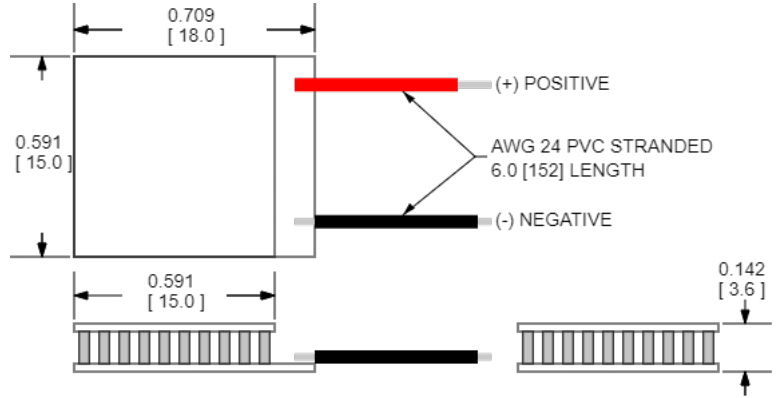 0.709
[ 18.0 ]
(+) POSITIVE
0.591
[ 15.0 ]
AWG 24 PVC STRANDED
6.0 [152] LENGTH
(-) NEGATIVE
0.591
[ 15.0 ]
0.142
[ 3.6 ]